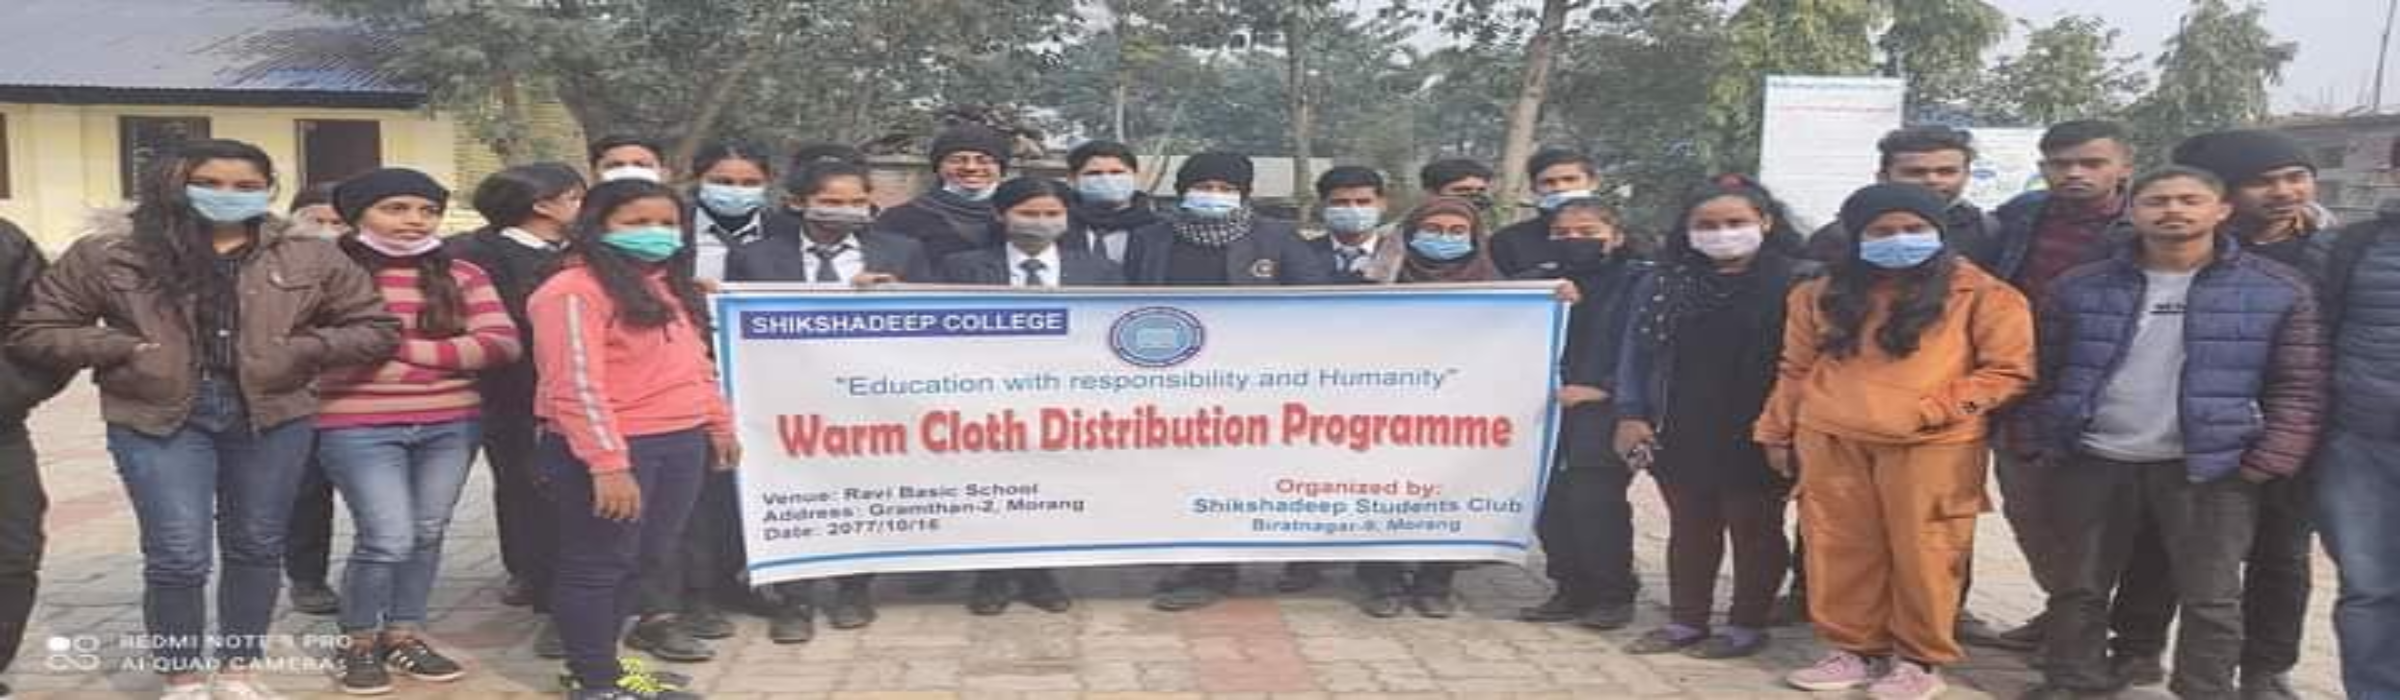 SHIKSHADEEP COLLEGE
"Education with responsibility and Humanity"
Warm Cloth Distribution Programme
Venue: Ravi Basic School
Address: Gramthan-2, Morang
Date: 2077/10/16
Organized by:
Shikshadeep Students Club
Biratnagar-9, Morang
REDMI NOTE 9 PRO
AI QUAD CAMERA